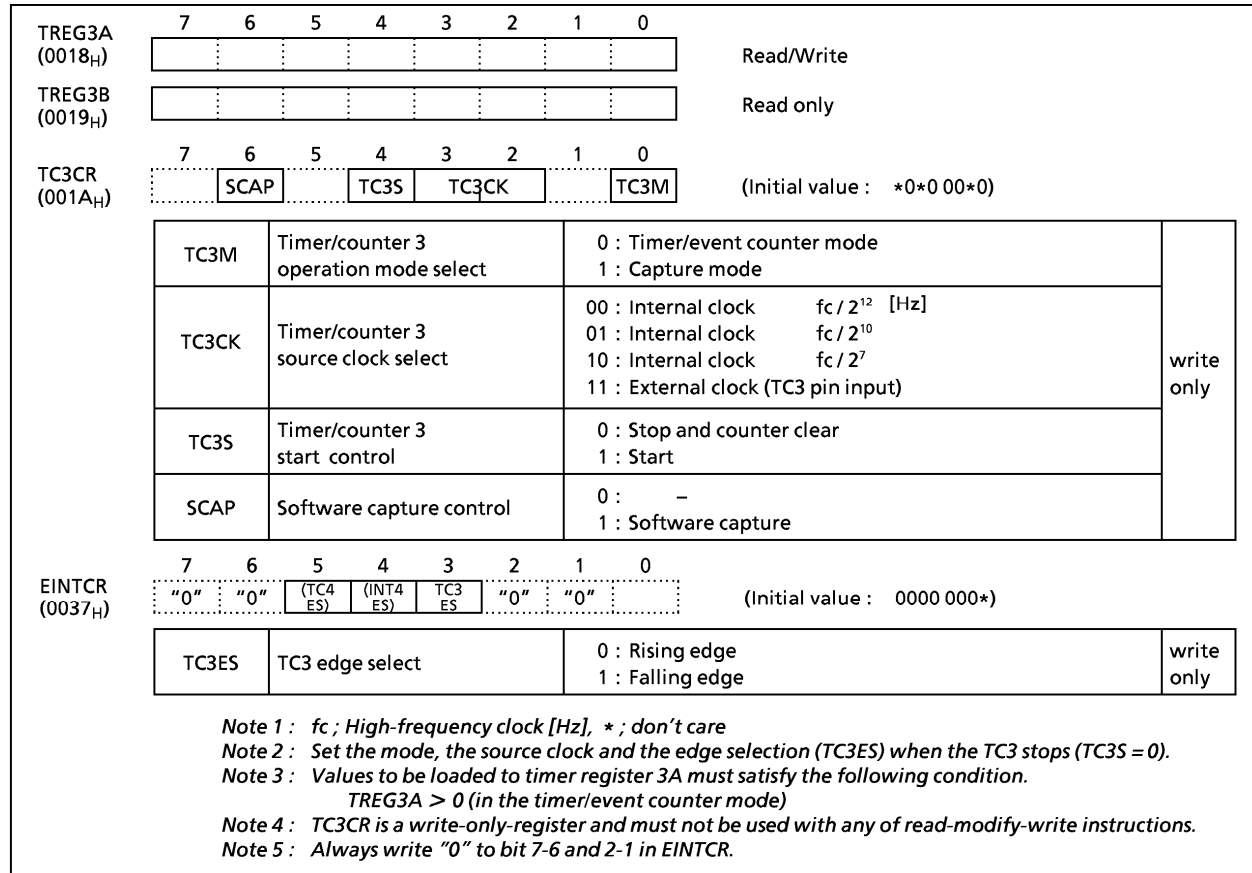 7 6 5 4 3 2 1 0
TREG3A
(0018H) Read/Write
TREG3B
(0019H) Read only
7 6 5 4 3 2 1 0
TC3CR
(001AH) SCAP TC3S TC3CK TC3M (Initial value : *0*0 00*0)
TC3M Timer/counter 3
operation mode select
0 : Timer/event counter mode
1 : Capture mode
TC3CK Timer/counter 3
source clock select
00 : Internal clock fc / 2¹² [Hz]
01 : Internal clock fc / 2¹⁰
10 : Internal clock fc / 2⁷
11 : External clock (TC3 pin input)
TC3S Timer/counter 3
start control
0 : Stop and counter clear
1 : Start
SCAP Software capture control
0 : –
1 : Software capture
write
only
7 6 5 4 3 2 1 0
EINTCR
(0037H) “0” “0” (TC4 ES) (INT4 ES) TC3 ES “0” “0” (Initial value : 0000 000*)
TC3ES TC3 edge select
0 : Rising edge
1 : Falling edge
write
only
Note 1 : fc ; High-frequency clock [Hz], * ; don't care
Note 2 : Set the mode, the source clock and the edge selection (TC3ES) when the TC3 stops (TC3S = 0).
Note 3 : Values to be loaded to timer register 3A must satisfy the following condition.
TREG3A > 0 (in the timer/event counter mode)
Note 4 : TC3CR is a write-only-register and must not be used with any of read-modify-write instructions.
Note 5 : Always write "0" to bit 7-6 and 2-1 in EINTCR.